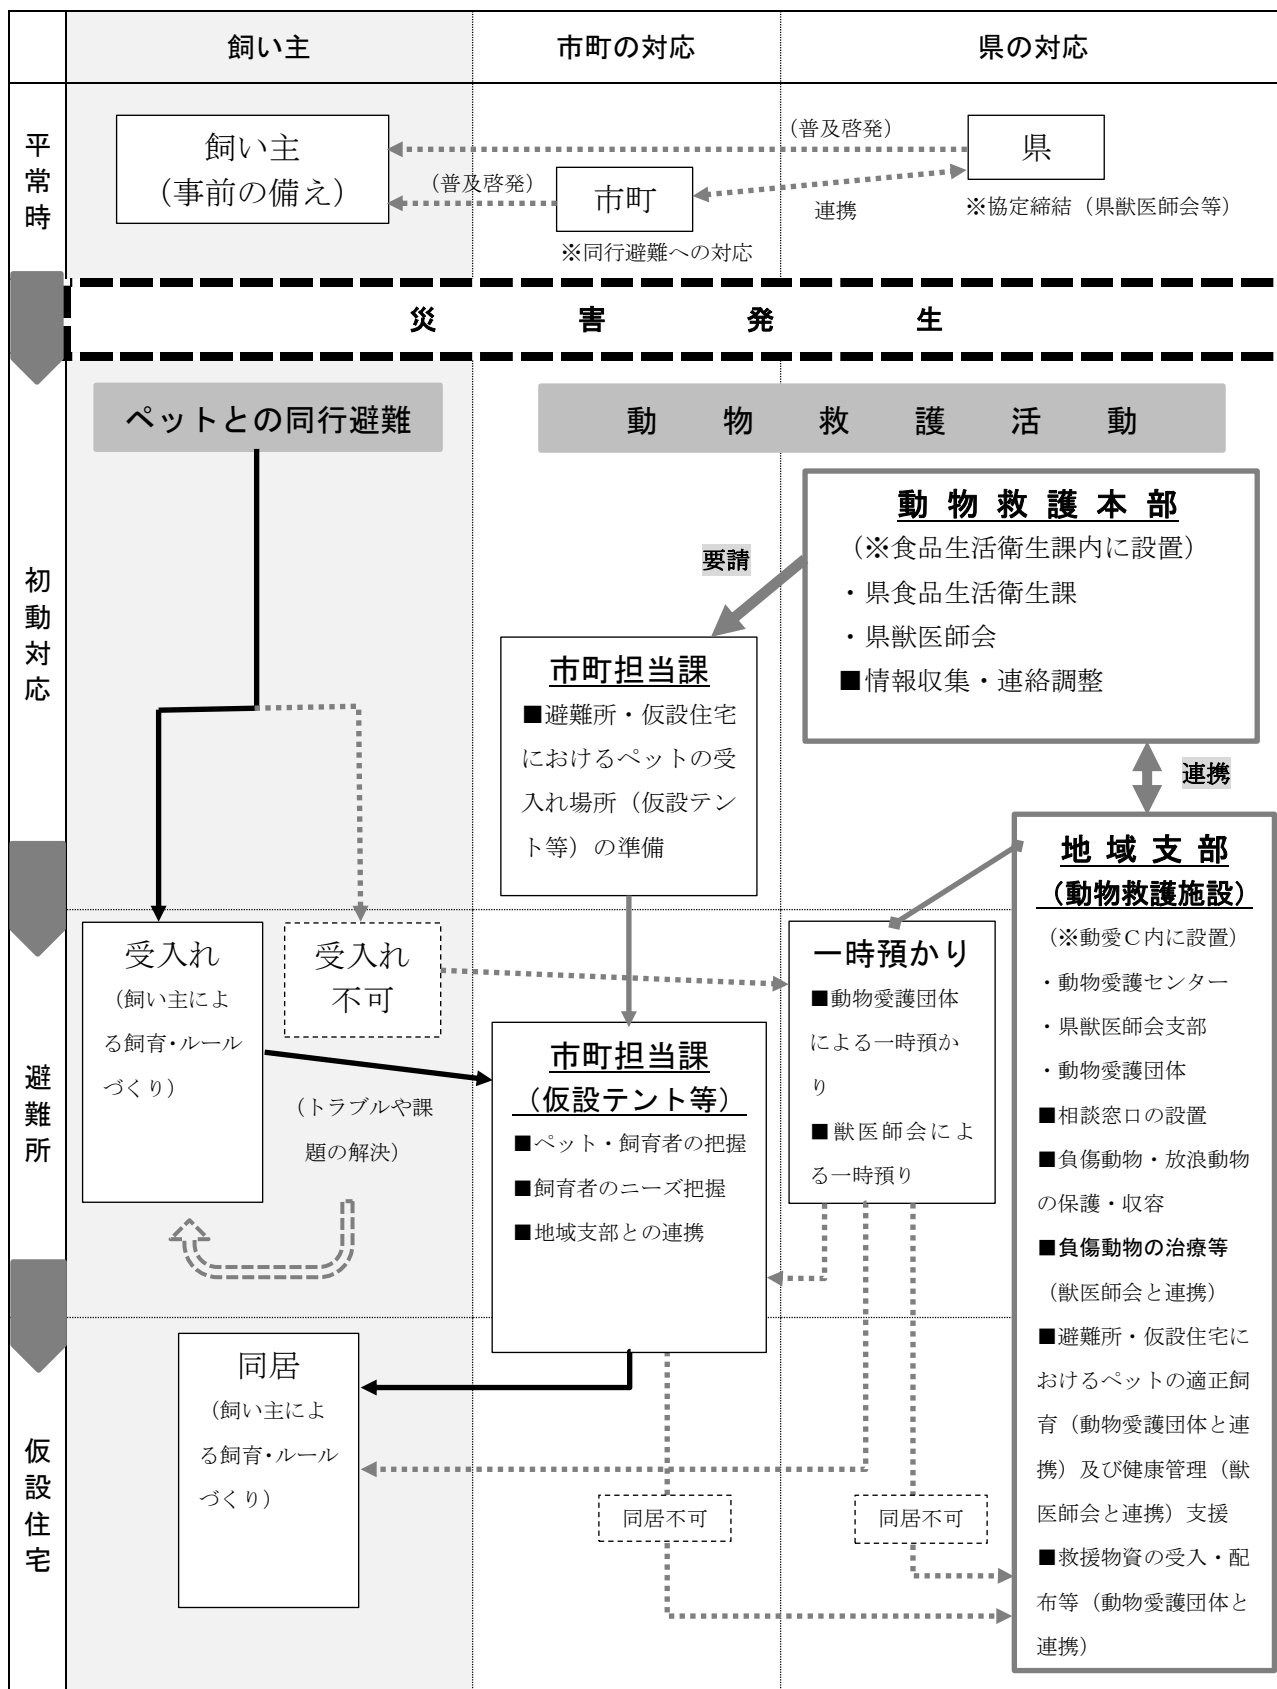 飼い主
市町の対応
県の対応
平常時
飼い主
（事前の備え）
（普及啓発）
（普及啓発）
市町
※同行避難への対応
連携
県
※協定締結（県獣医師会等）
災害発生
初動対応
ペットとの同行避難
動物救護活動
動物救護本部
（※食品生活衛生課内に設置）
・県食品生活衛生課
・県獣医師会
■情報収集・連絡調整
要請
市町担当課
■避難所・仮設住宅
におけるペットの受
入れ場所（仮設テン
ト等）の準備
連携
地域支部
（動物救護施設）
（※動愛Ｃ内に設置）
・動物愛護センター
・県獣医師会支部
・動物愛護団体
■相談窓口の設置
■負傷動物・放浪動物
の保護・収容
■負傷動物の治療等
（獣医師会と連携）
■避難所・仮設住宅に
おけるペットの適正飼
育（動物愛護団体と連
携）及び健康管理（獣
医師会と連携）支援
■救援物資の受入・配
布等（動物愛護団体と
連携）
避難所
受入れ
（飼い主によ
る飼育・ルール
づくり）
受入れ
不可
（トラブルや課
題の解決）
市町担当課
（仮設テント等）
■ペット・飼育者の把握
■飼育者のニーズ把握
■地域支部との連携
一時預かり
■動物愛護団体
による一時預か
り
■獣医師会によ
る一時預り
仮設住宅
同居
（飼い主によ
る飼育・ルール
づくり）
同居不可
同居不可